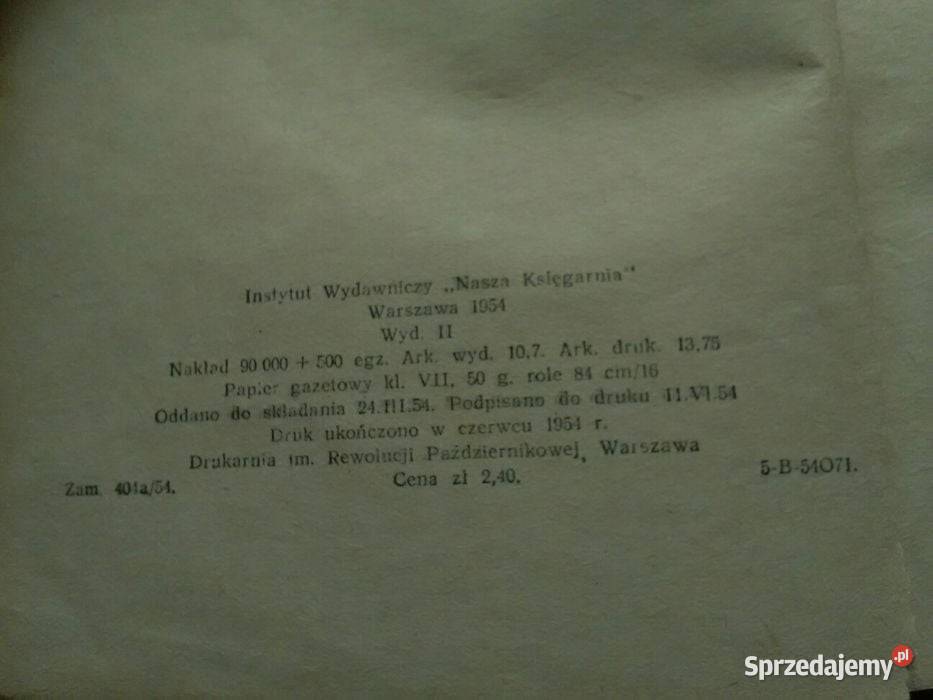 Instytut Wydawniczy „Nasza Księgarnia"
Warszawa 1954
Wyd. II
Nakład 90 000 + 500 egz. Ark. wyd. 10,7. Ark. druk. 13,75
Papier gazetowy kl. VII, 50 g. role 84 cm/16
Oddano do składania 24.III.54. Podpisano do druku 11.VI.54
Druk ukończono w czerwcu 1954 r.
Drukarnia im. Rewolucji Październikowej, Warszawa
Zam. 404a/54. Cena zł 2,40. 5-B-54071.
Sprzedajemy.pl